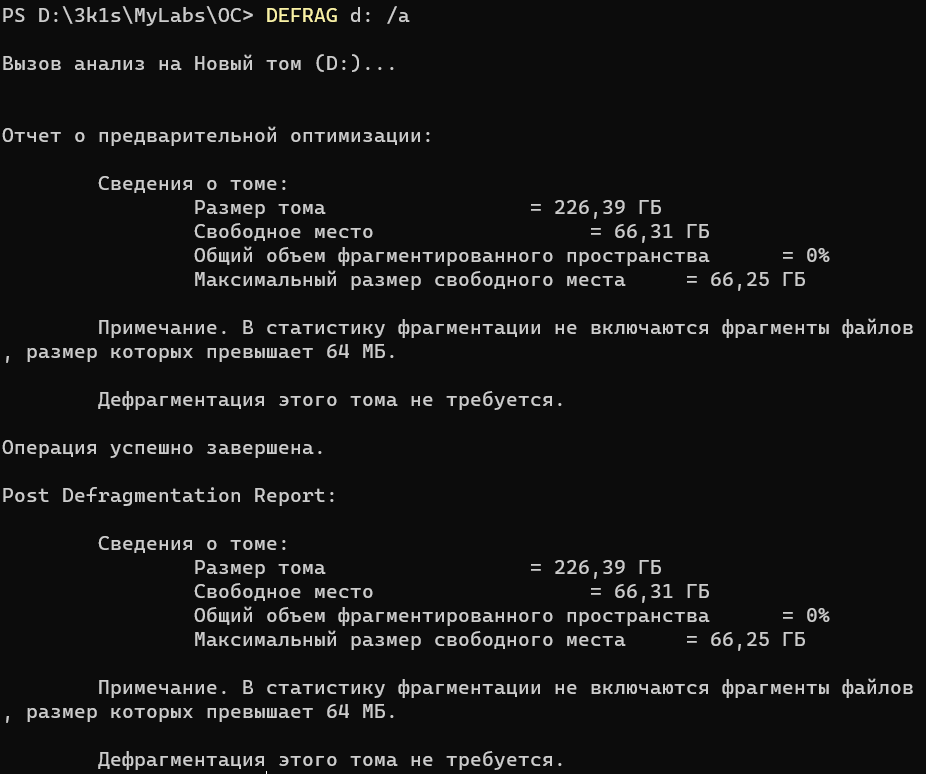 PS D:\3k1s\MyLabs\OC> DEFRAG d: /a
Вызов анализ на Новый том (D:)...
Отчет о предварительной оптимизации:
Сведения о томе:
Размер тома = 226,39 ГБ
Свободное место = 66,31 ГБ
Общий объем фрагментированного пространства = 0%
Максимальный размер свободного места = 66,25 ГБ
Примечание. В статистику фрагментации не включаются фрагменты файлов
, размер которых превышает 64 МБ.
Дефрагментация этого тома не требуется.
Операция успешно завершена.
Post Defragmentation Report:
Сведения о томе:
Размер тома = 226,39 ГБ
Свободное место = 66,31 ГБ
Общий объем фрагментированного пространства = 0%
Максимальный размер свободного места = 66,25 ГБ
Примечание. В статистику фрагментации не включаются фрагменты файлов
, размер которых превышает 64 МБ.
Дефрагментация этого тома не требуется.